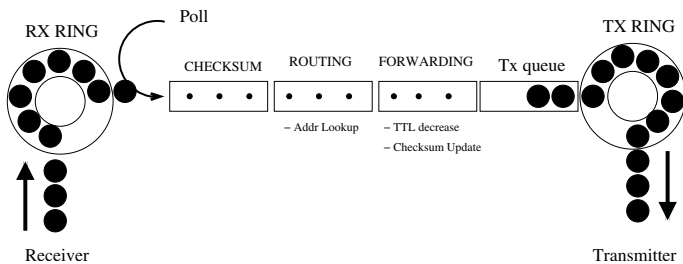 Poll
RX RING
TX RING
CHECKSUM
ROUTING
FORWARDING
Tx queue
– Addr Lookup
– TTL decrease
– Checksum Update
Receiver
Transmitter